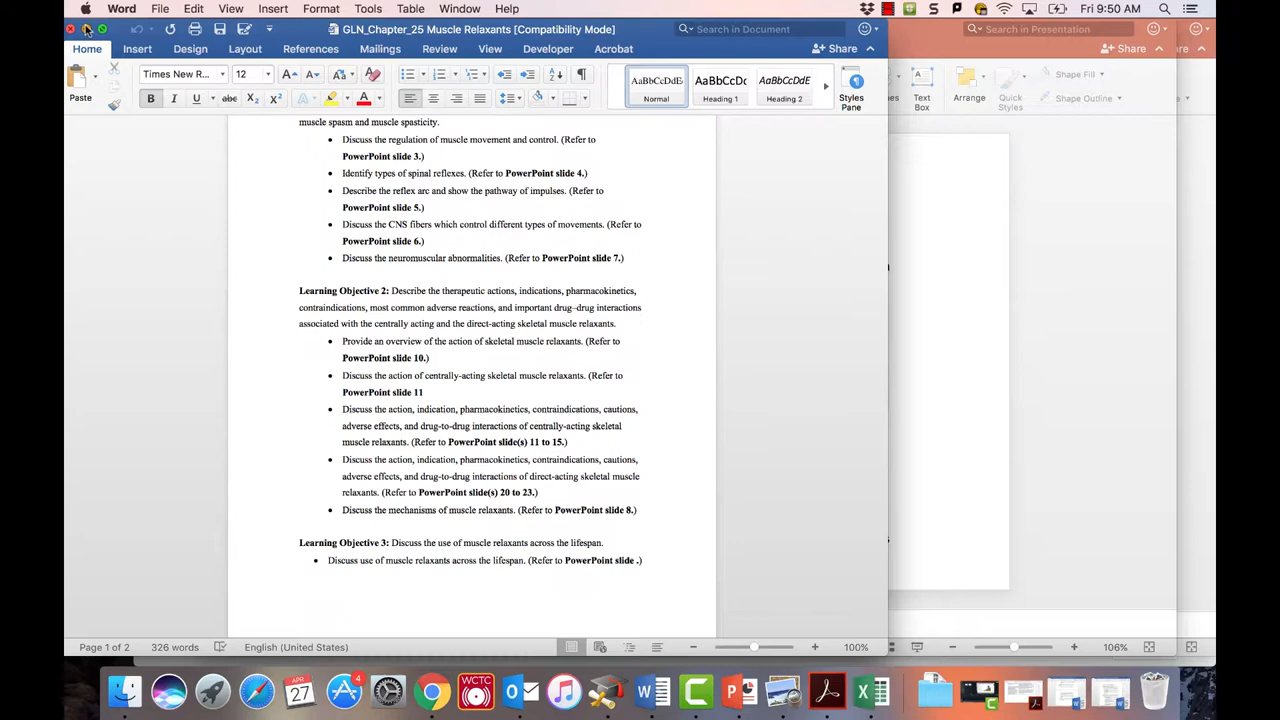 Word File Edit View Insert Format Tools Table Window Help Fri 9:50 AM
GLN_Chapter_25 Muscle Relaxants [Compatibility Mode] Search in Document Search in Presentation
Home Insert Design Layout References Mailings Review View Developer Acrobat Share Share
Paste Times New R... 12 AaBbCcDdE AaBbCcDc AaBbCcDdE Text Box Arrange Quick Styles Shape Fill
B I U abc X2 X2 A A Normal Heading 1 Heading 2 Styles Pane Shape Outline
muscle spasm and muscle spasticity.
• Discuss the regulation of muscle movement and control. (Refer to
PowerPoint slide 3.)
• Identify types of spinal reflexes. (Refer to PowerPoint slide 4.)
• Describe the reflex arc and show the pathway of impulses. (Refer to
PowerPoint slide 5.)
• Discuss the CNS fibers which control different types of movements. (Refer to
PowerPoint slide 6.)
• Discuss the neuromuscular abnormalities. (Refer to PowerPoint slide 7.)
Learning Objective 2: Describe the therapeutic actions, indications, pharmacokinetics,
contraindications, most common adverse reactions, and important drug–drug interactions
associated with the centrally acting and the direct-acting skeletal muscle relaxants.
• Provide an overview of the action of skeletal muscle relaxants. (Refer to
PowerPoint slide 10.)
• Discuss the action of centrally-acting skeletal muscle relaxants. (Refer to
PowerPoint slide 11
• Discuss the action, indication, pharmacokinetics, contraindications, cautions,
adverse effects, and drug-to-drug interactions of centrally-acting skeletal
muscle relaxants. (Refer to PowerPoint slide(s) 11 to 15.)
• Discuss the action, indication, pharmacokinetics, contraindications, cautions,
adverse effects, and drug-to-drug interactions of direct-acting skeletal muscle
relaxants. (Refer to PowerPoint slide(s) 20 to 23.)
• Discuss the mechanisms of muscle relaxants. (Refer to PowerPoint slide 8.)
Learning Objective 3: Discuss the use of muscle relaxants across the lifespan.
• Discuss use of muscle relaxants across the lifespan. (Refer to PowerPoint slide .)
Page 1 of 2 326 words English (United States) 100% 106%
APR 27 4 WCTC